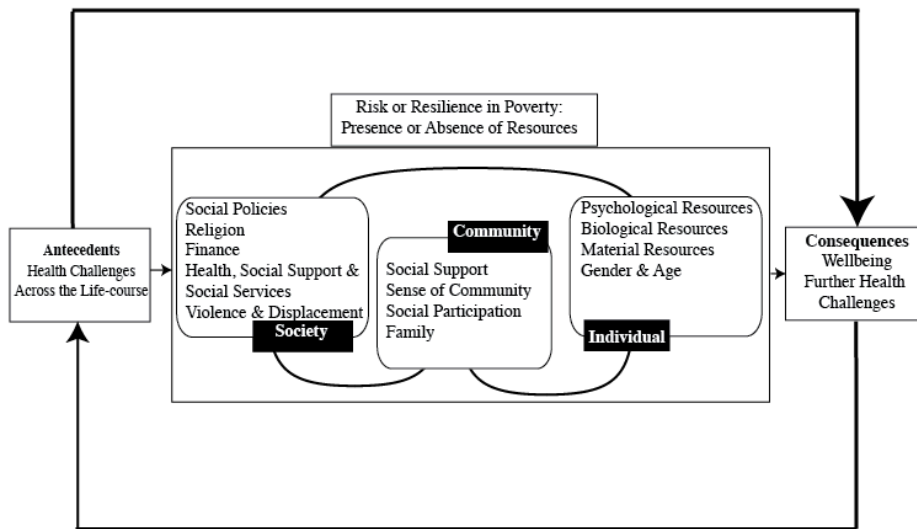 Risk or Resilience in Poverty:
Presence or Absence of Resources
Antecedents
Health Challenges
Across the Life-course
Social Policies
Religion
Finance
Health, Social Support &
Social Services
Violence & Displacement
Society
Community
Social Support
Sense of Community
Social Participation
Family
Psychological Resources
Biological Resources
Material Resources
Gender & Age
Individual
Consequences
Wellbeing
Further Health
Challenges